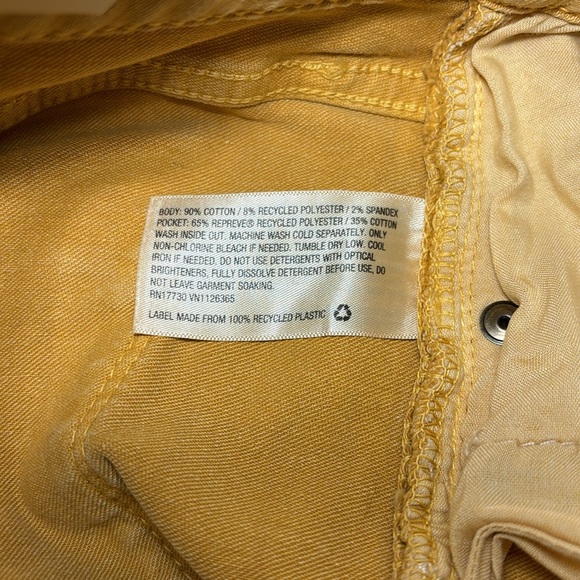 BODY: 90% COTTON / 8% RECYCLED POLYESTER / 2% SPANDEX
POCKET: 65% REPREVE® RECYCLED POLYESTER / 35% COTTON
WASH INSIDE OUT. MACHINE WASH COLD SEPARATELY. ONLY
NON-CHLORINE BLEACH IF NEEDED. TUMBLE DRY LOW. COOL
IRON IF NEEDED. DO NOT USE DETERGENTS WITH OPTICAL
BRIGHTENERS, FULLY DISSOLVE DETERGENT BEFORE USE, DO
NOT LEAVE GARMENT SOAKING.
RN17730 VN1126365
LABEL MADE FROM 100% RECYCLED PLASTIC